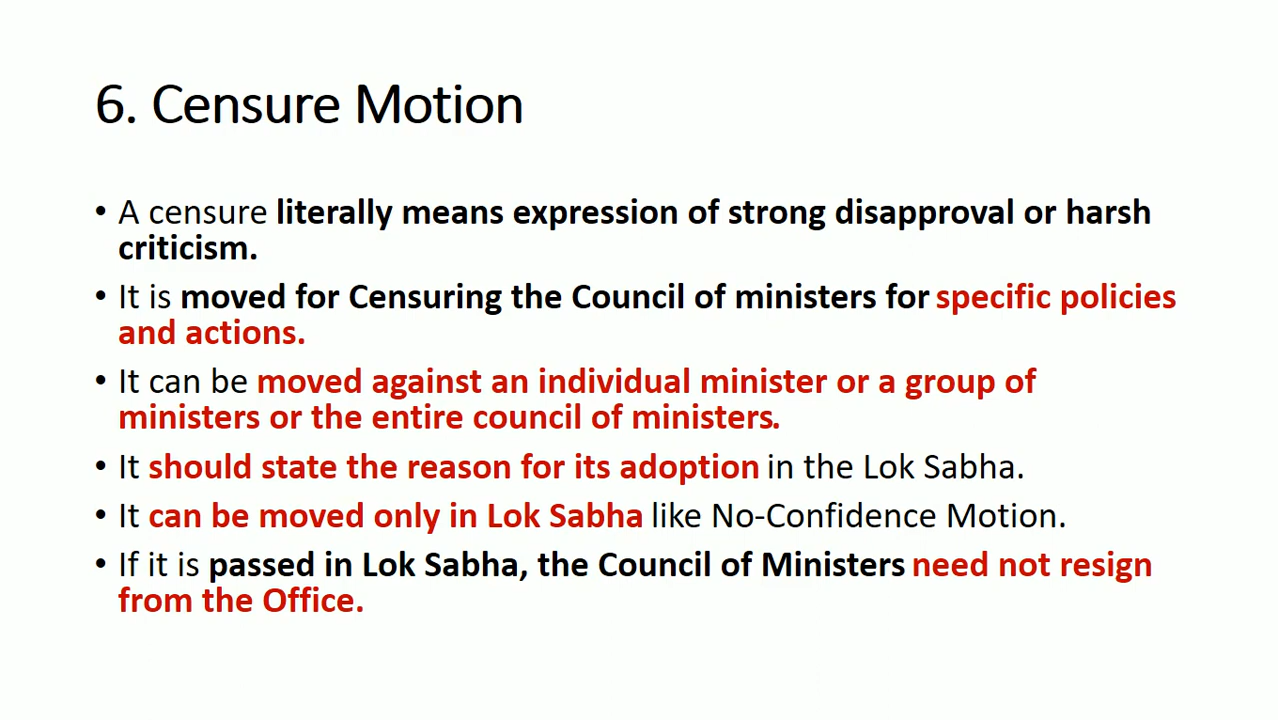 6. Censure Motion
• A censure literally means expression of strong disapproval or harsh
criticism.
• It is moved for Censuring the Council of ministers for specific policies
and actions.
• It can be moved against an individual minister or a group of
ministers or the entire council of ministers.
• It should state the reason for its adoption in the Lok Sabha.
• It can be moved only in Lok Sabha like No-Confidence Motion.
• If it is passed in Lok Sabha, the Council of Ministers need not resign
from the Office.